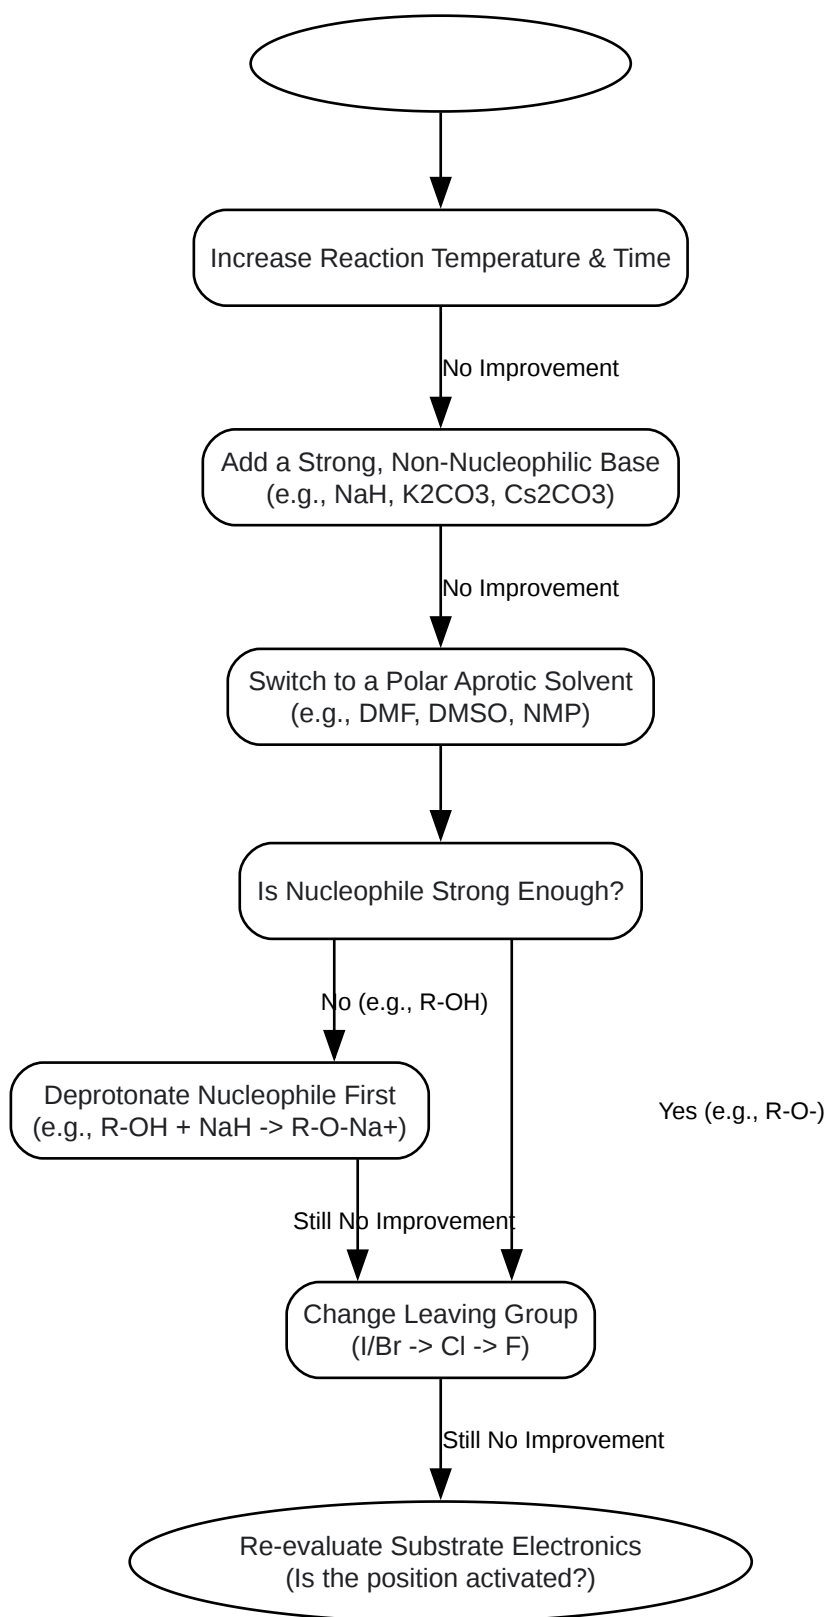 Increase Reaction Temperature & Time
No Improvement
Add a Strong, Non-Nucleophilic Base
(e.g., NaH, K2CO3, Cs2CO3)
No Improvement
Switch to a Polar Aprotic Solvent
(e.g., DMF, DMSO, NMP)
Is Nucleophile Strong Enough?
No (e.g., R-OH)
Deprotonate Nucleophile First
(e.g., R-OH + NaH -> R-O-Na+)
Yes (e.g., R-O-)
Still No Improvement
Change Leaving Group
(I/Br -> Cl -> F)
Still No Improvement
Re-evaluate Substrate Electronics
(Is the position activated?)